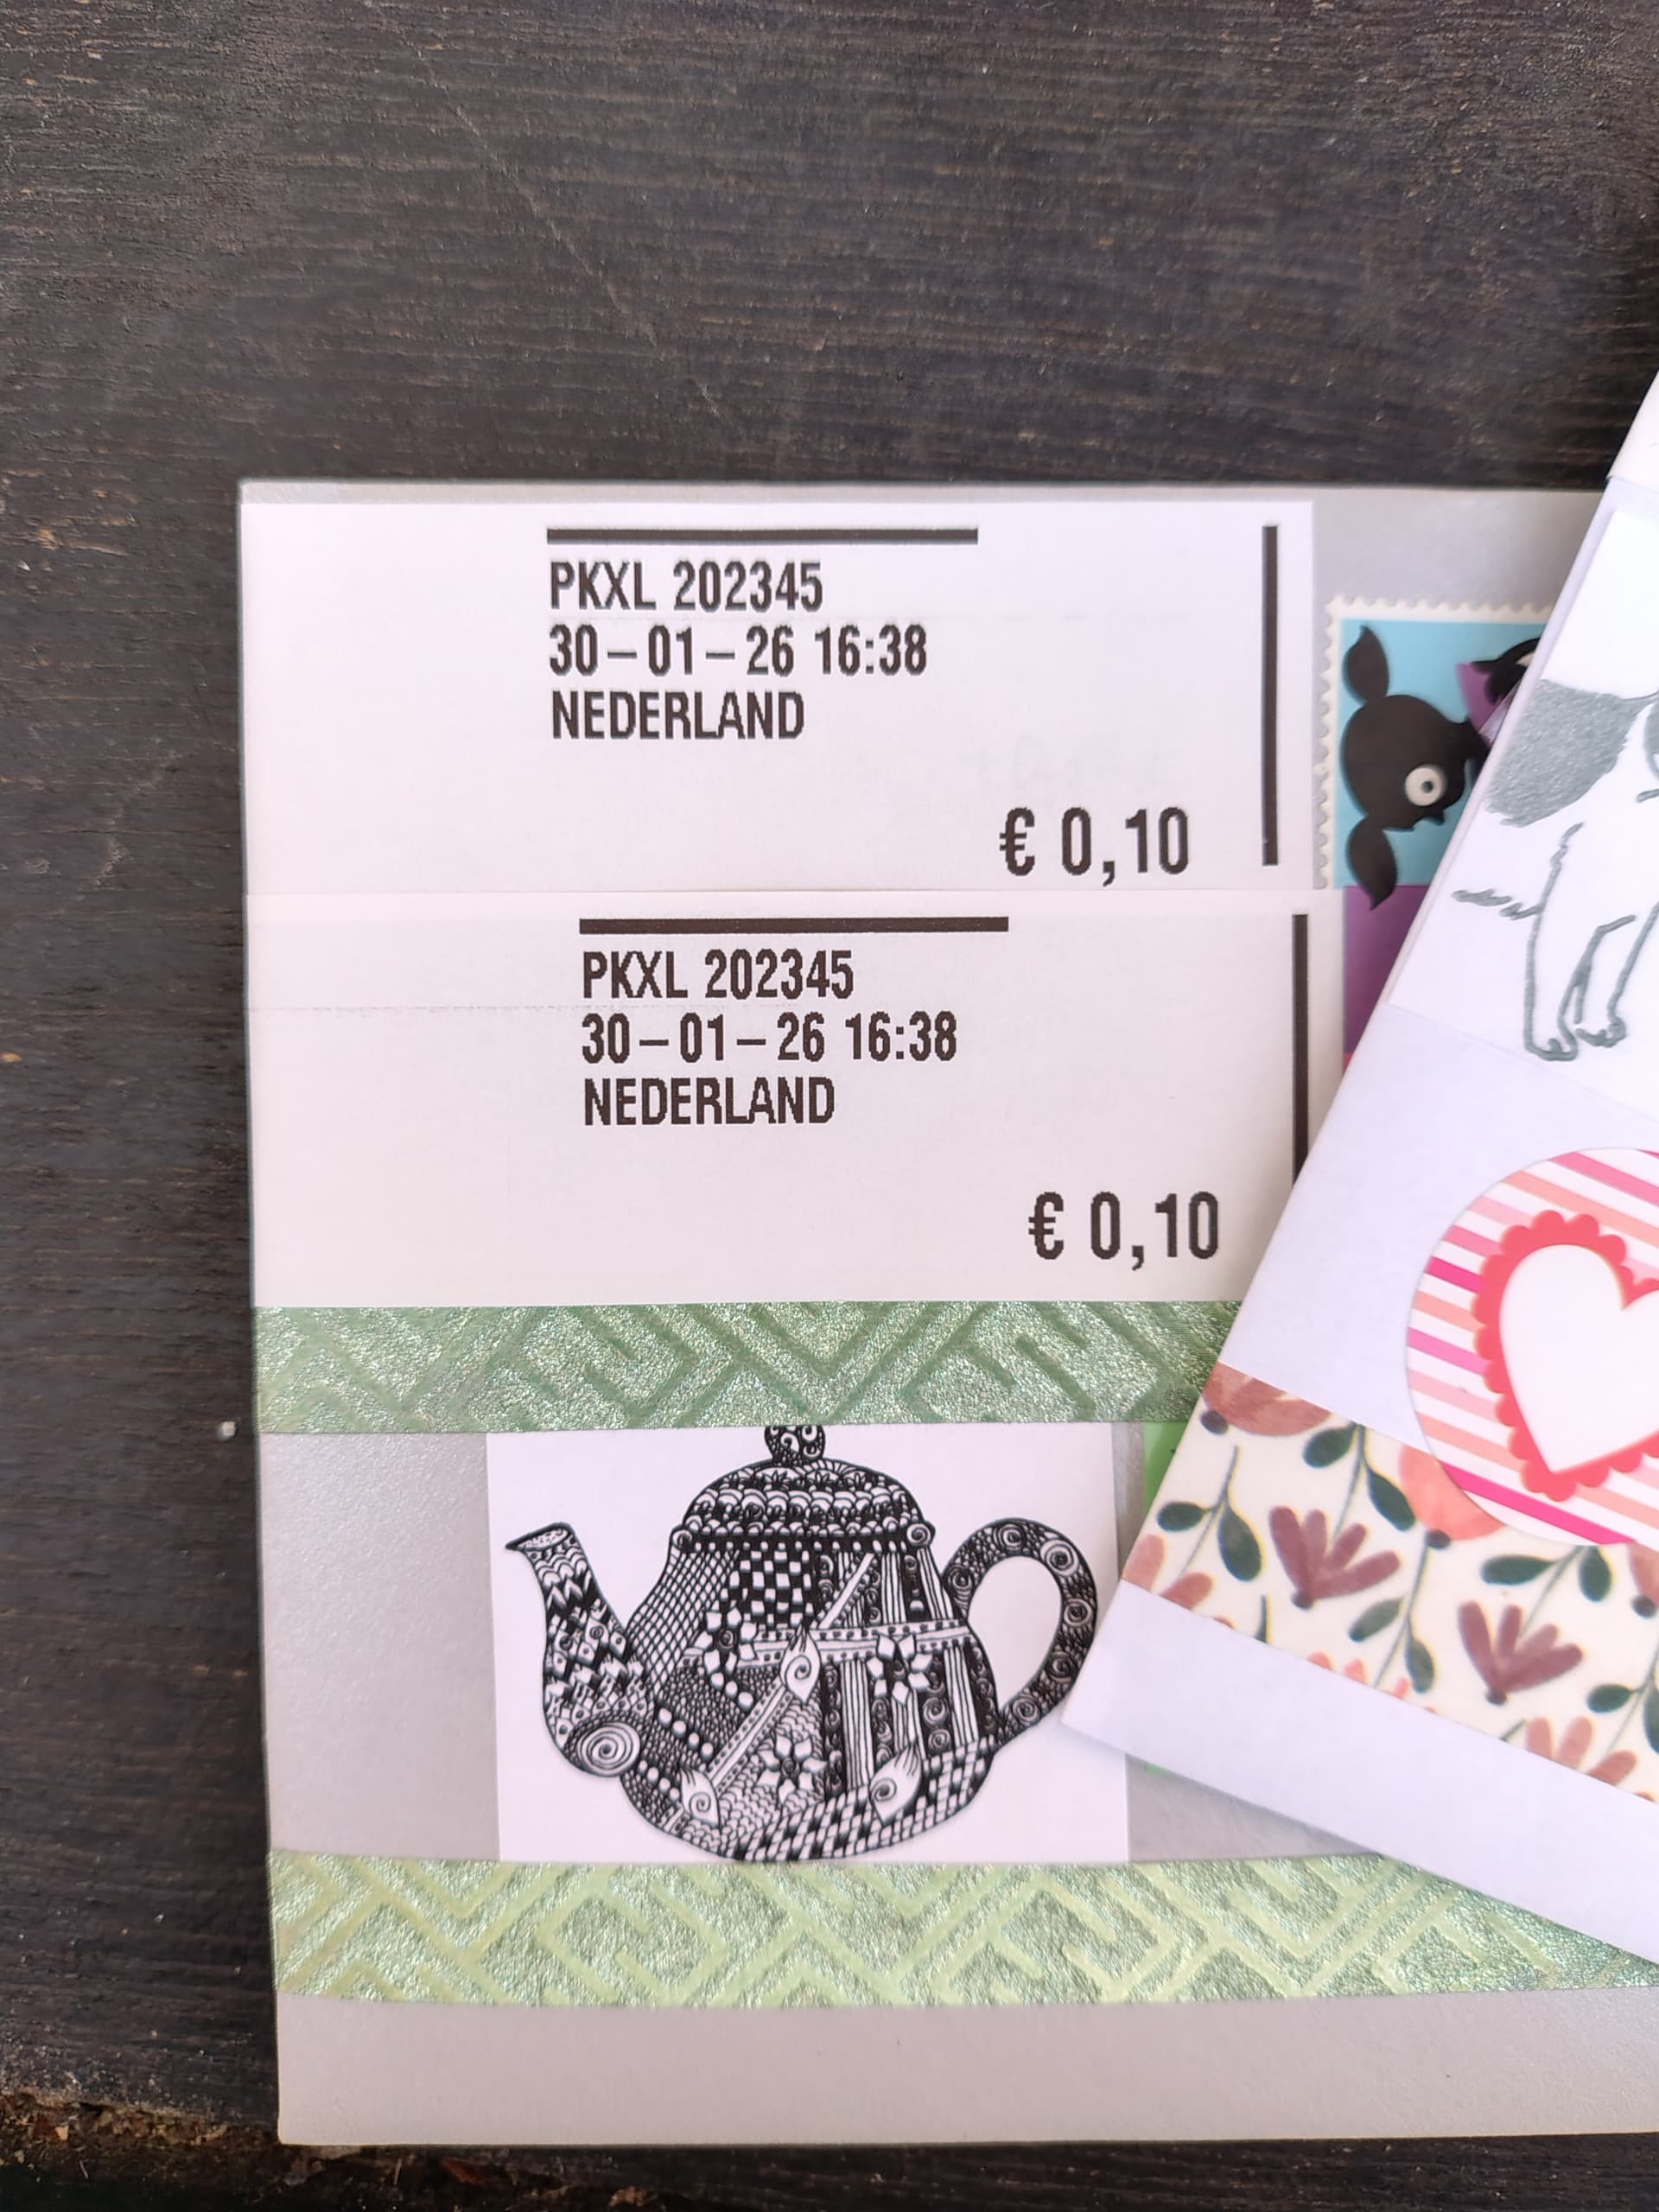 PKXL 202345
30-01-26 16:38
NEDERLAND
€ 0,10
PKXL 202345
30-01-26 16:38
NEDERLAND
€ 0,10